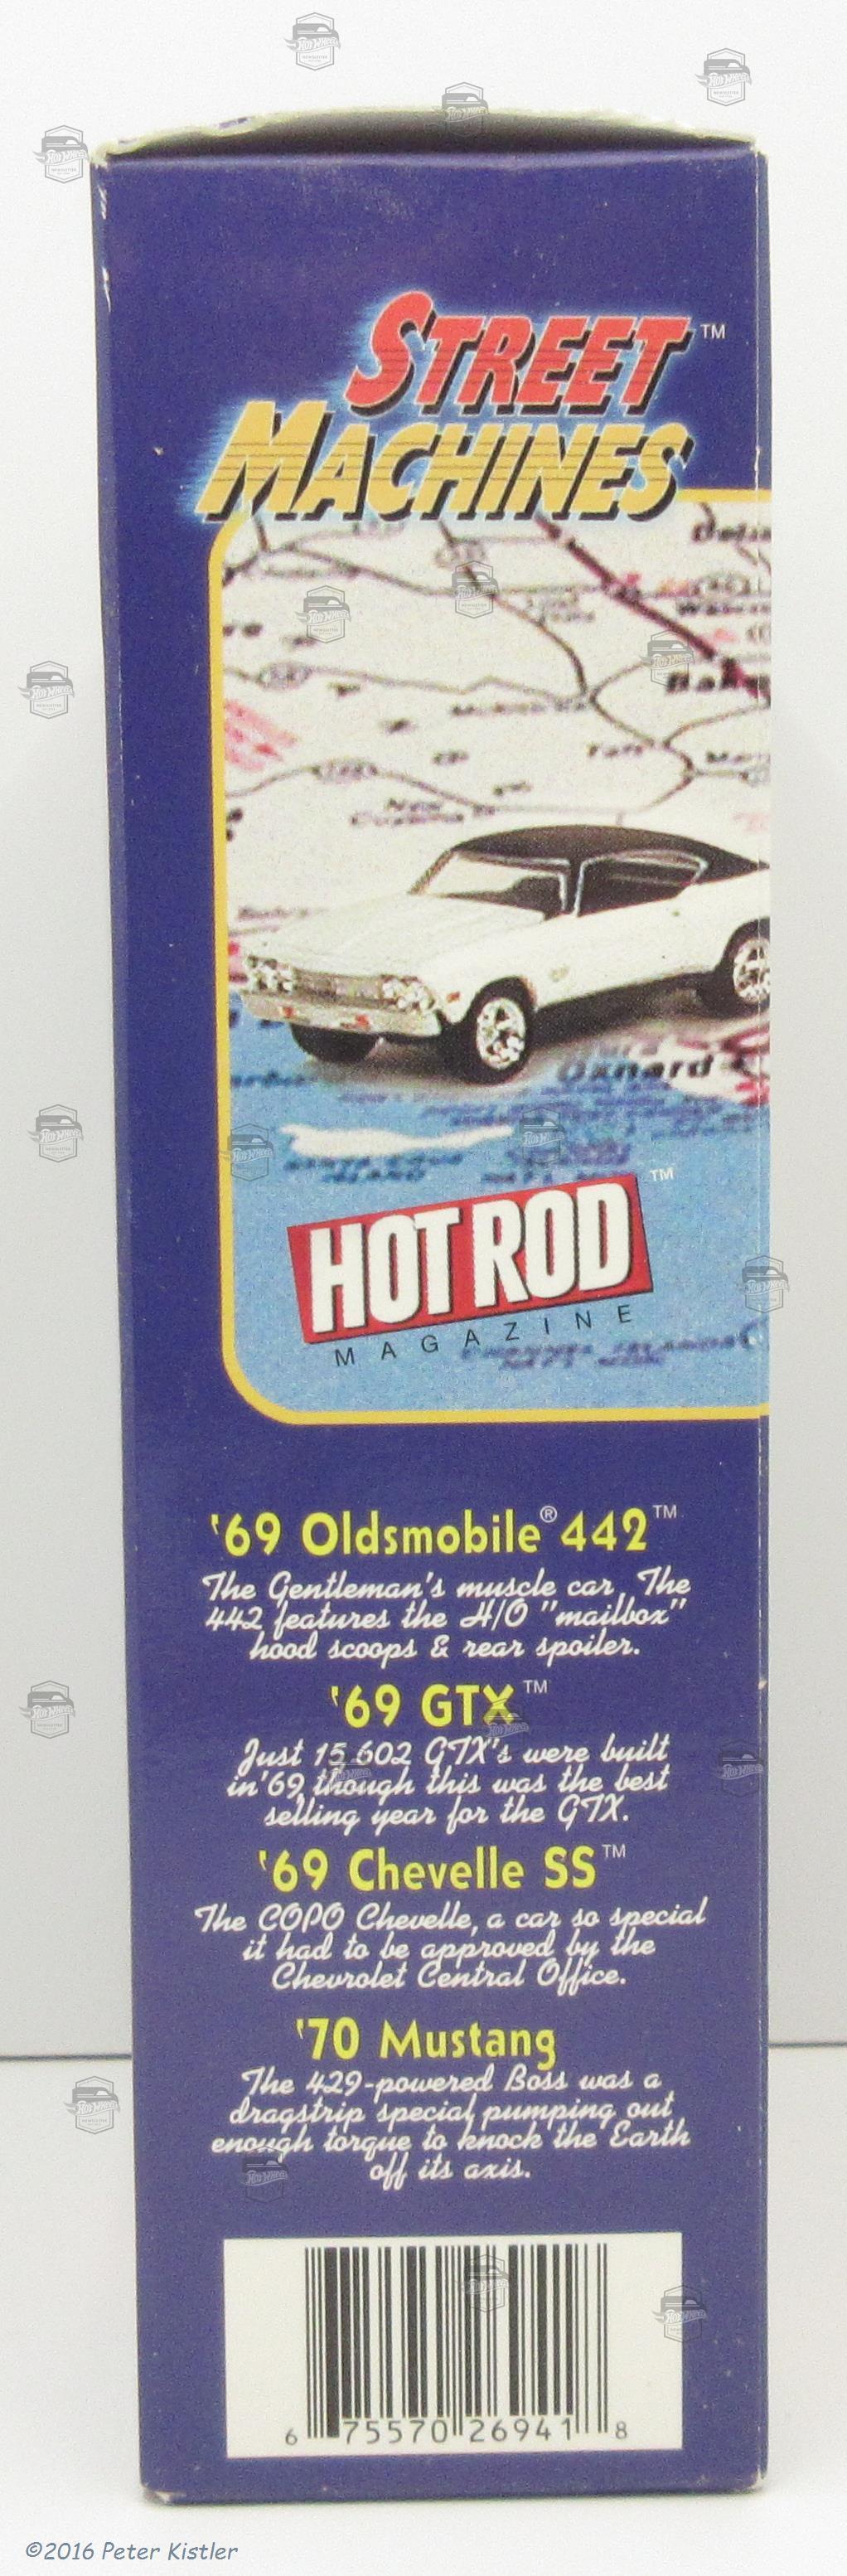 STREET™
MACHINES
Oxnard
HOT ROD™
MAGAZINE
'69 Oldsmobile® 442™
The Gentleman's muscle car. The
442 features the H/O "mailbox"
hood scoops & rear spoiler.
'69 GTX™
Just 15,602 GTX's were built
in '69, though this was the best
selling year for the GTX.
'69 Chevelle SS™
The COPO Chevelle, a car so special
it had to be approved by the
Chevrolet Central Office.
'70 Mustang
The 429-powered Boss was a
dragstrip special pumping out
enough torque to knock the Earth
off its axis.
6 75570 26941 8
©2016 Peter Kistler